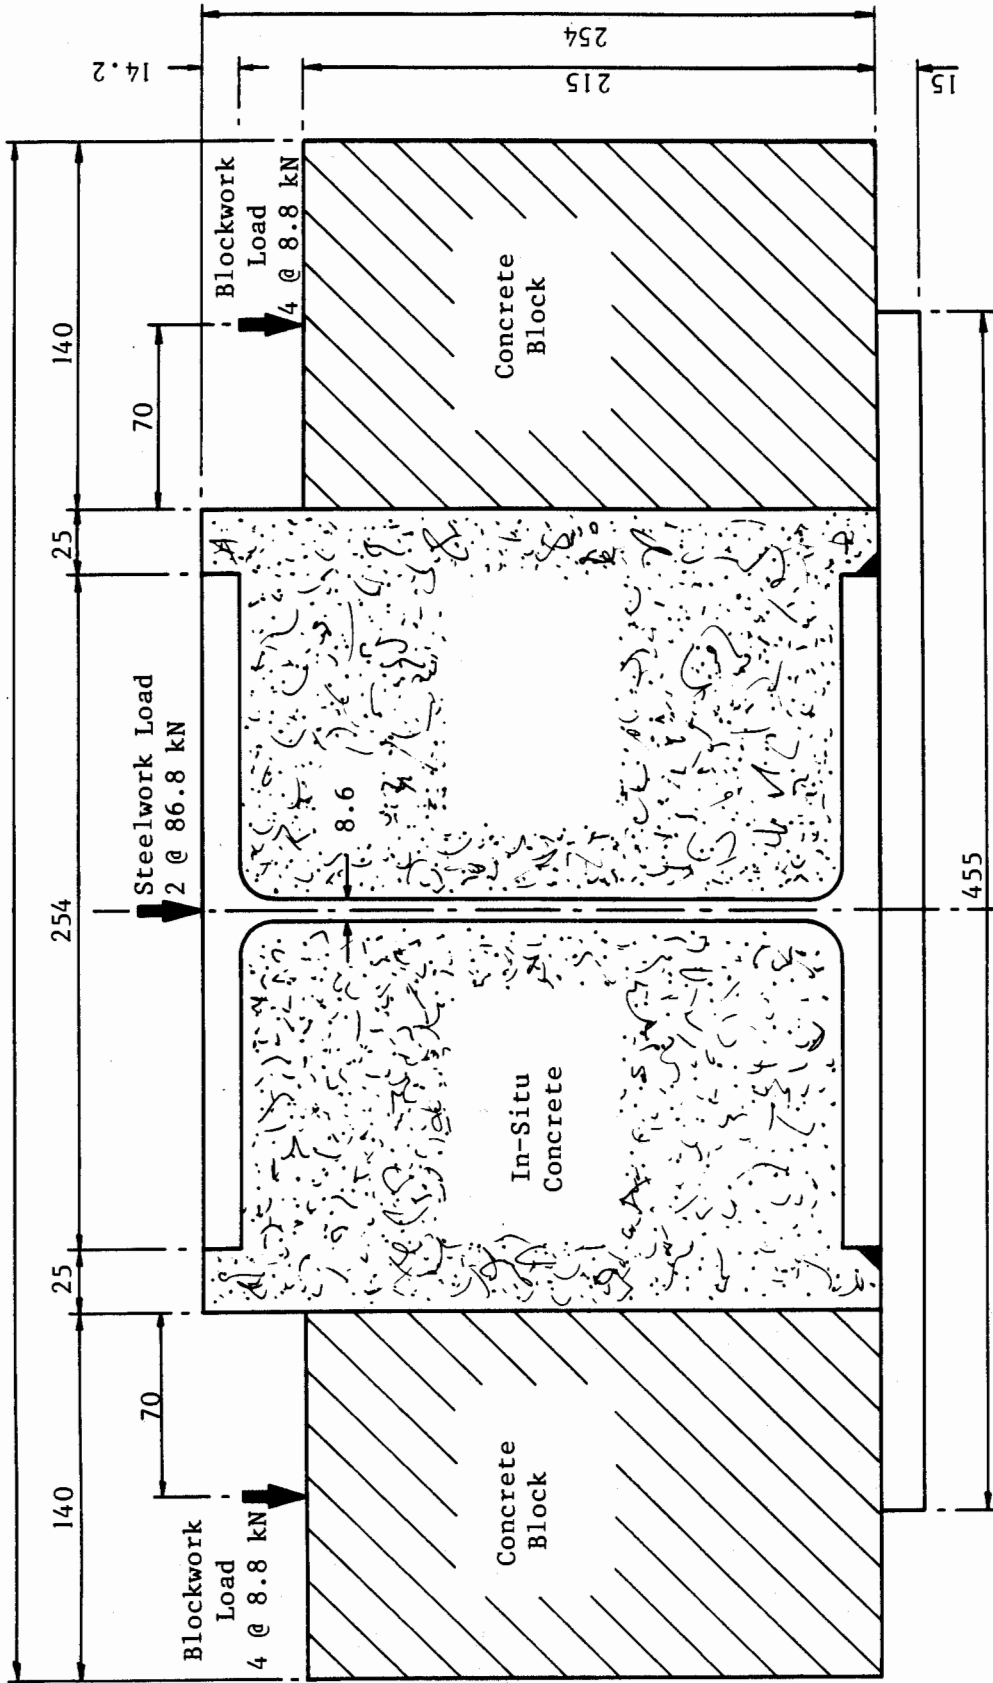 140
25
254
25
140
70
70
Blockwork
Load
4 @ 8.8 kN
Steelwork Load
2 @ 86.8 kN
Blockwork
Load
4 @ 8.8 kN
14.2
254
215
15
8.6
Concrete
Block
In-Situ
Concrete
Concrete
Block
455